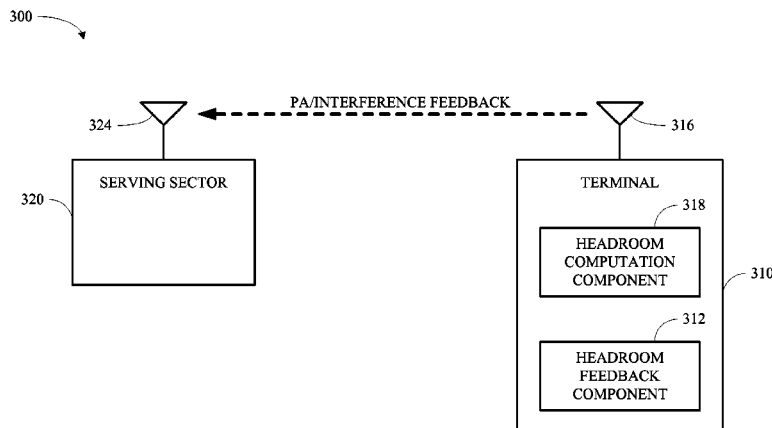 300
PA/INTERFERENCE FEEDBACK
324
316
SERVING SECTOR
TERMINAL
320
318
HEADROOM
COMPUTATION
COMPONENT
310
312
HEADROOM
FEEDBACK
COMPONENT